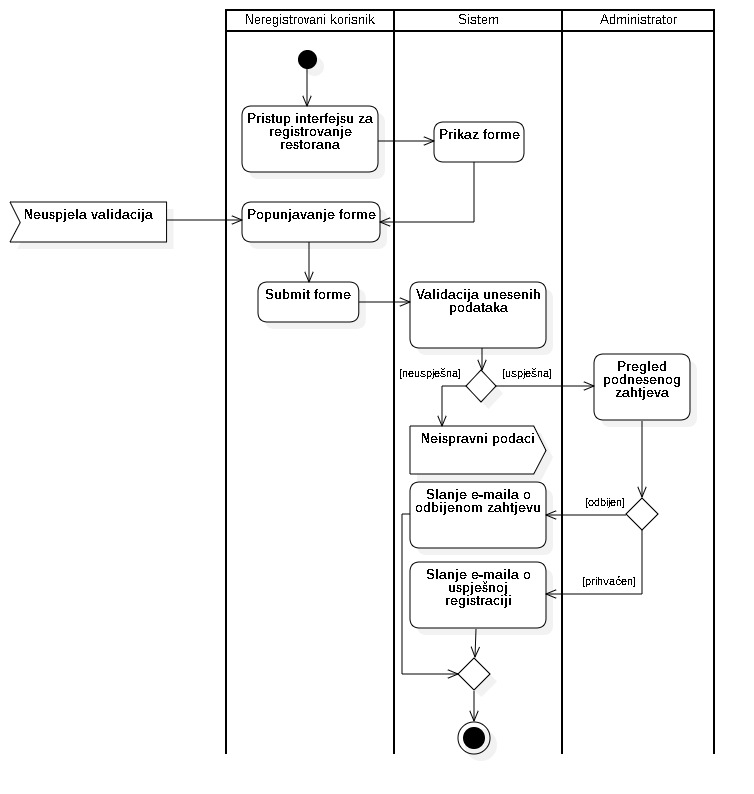 Neregistrovani korisnik
Sistem
Administrator
Pristup interfejsu za
registrovanje
restorana
Prikaz forme
Neuspjela validacija
Popunjavanje forme
Submit forme
Validacija unesenih
podataka
[neuspješna]
[uspješna]
Pregled
podnesenog
zahtjeva
Neispravni podaci
Slanje e-maila o
odbijenom zahtjevu
[odbijen]
Slanje e-maila o
uspješnoj
registraciji
[prihvaćen]